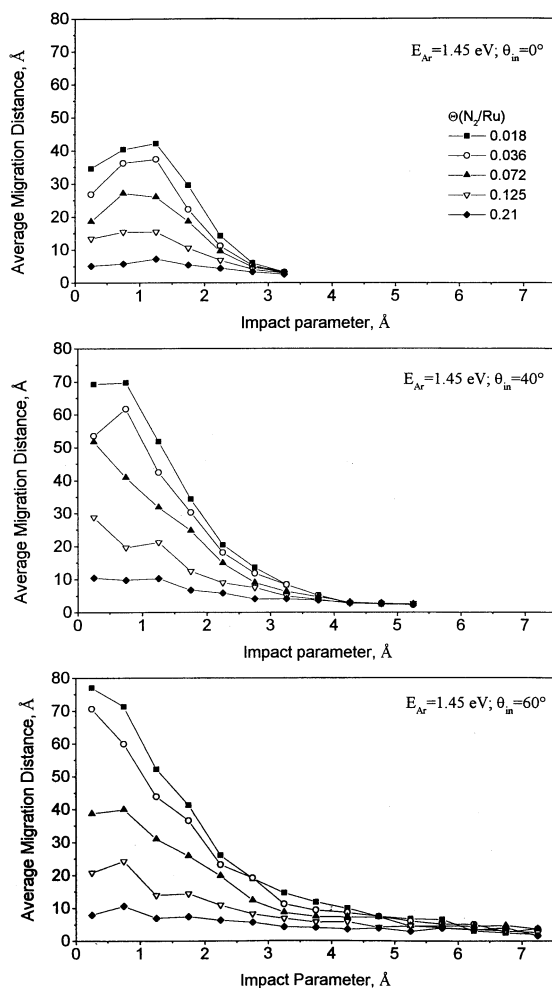 80
70
60
50
40
30
20
10
0
Average Migration Distance, Å
E_Ar=1.45 eV; θ_in=0°
Θ(N_2/Ru)
0.018
0.036
0.072
0.125
0.21
0 1 2 3 4 5 6 7
Impact parameter, Å
80
70
60
50
40
30
20
10
0
Average Migration Distance, Å
E_Ar=1.45 eV; θ_in=40°
0 1 2 3 4 5 6 7
Impact parameter, Å
80
70
60
50
40
30
20
10
0
Average Migration Distance, Å
E_Ar=1.45 eV; θ_in=60°
0 1 2 3 4 5 6 7
Impact Parameter, Å